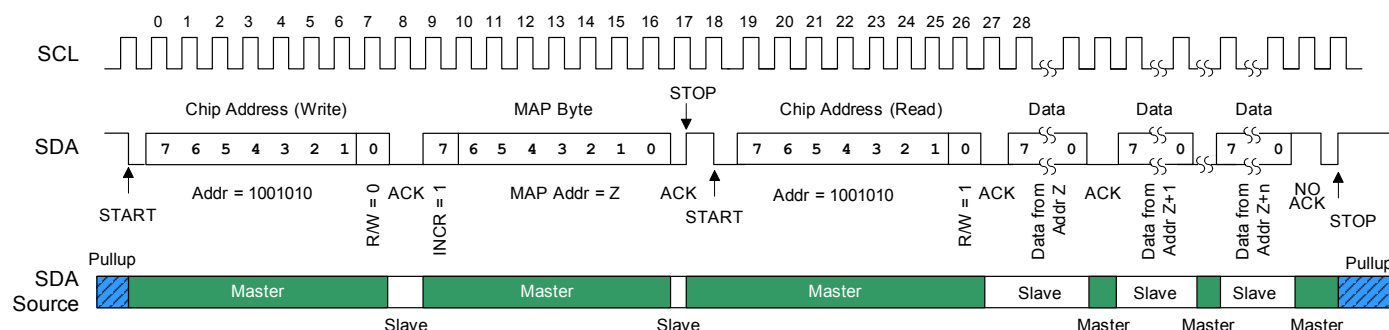 0 1 2 3 4 5 6 7 8 9 10 11 12 13 14 15 16 17 18 19 20 21 22 23 24 25 26 27 28
SCL
STOP
Chip Address (Write) MAP Byte Chip Address (Read) Data Data Data
SDA 7 6 5 4 3 2 1 0 7 6 5 4 3 2 1 0 7 6 5 4 3 2 1 0 7 0 7 0 7 0
START Addr = 1001010 R/W = 0 ACK INCR = 1 MAP Addr = Z ACK START Addr = 1001010 R/W = 1 ACK
Data from
Addr Z
ACK
Data from
Addr Z+1
Data from
Addr Z+n
NO
ACK
STOP
Pullup Pullup
SDA
Source
Master Master Master Slave Slave Slave
Slave Slave Master Master Master